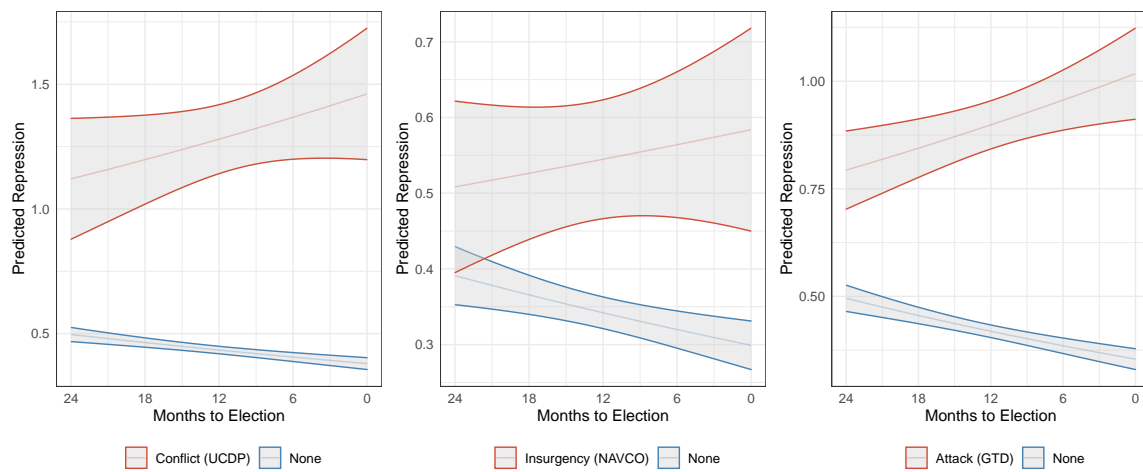 Predicted Repression
1.5
1.0
0.5
24 18 12 6 0
Months to Election
Conflict (UCDP) None
Predicted Repression
0.7
0.6
0.5
0.4
0.3
24 18 12 6 0
Months to Election
Insurgency (NAVCO) None
Predicted Repression
1.00
0.75
0.50
24 18 12 6 0
Months to Election
Attack (GTD) None